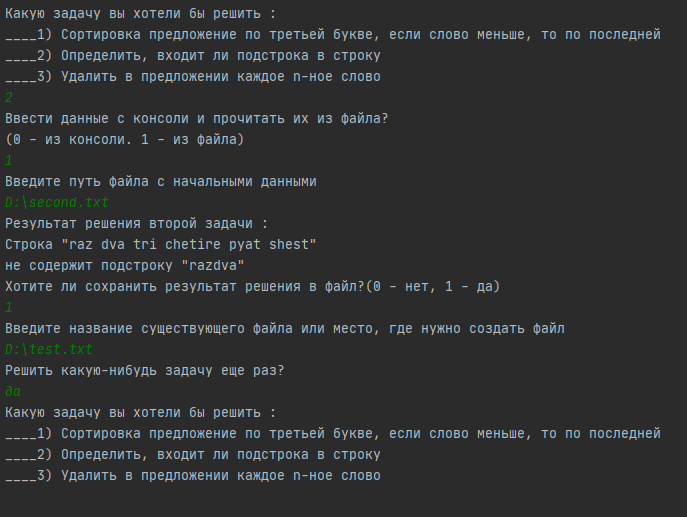 Какую задачу вы хотели бы решить :
____1) Сортировка предложение по третьей букве, если слово меньше, то по последней
____2) Определить, входит ли подстрока в строку
____3) Удалить в предложении каждое n-ное слово
2
Ввести данные с консоли и прочитать их из файла?
(0 - из консоли. 1 - из файла)
1
Введите путь файла с начальными данными
D:\second.txt
Результат решения второй задачи :
Строка "raz dva tri chetire pyat shest"
не содержит подстроку "razdva"
Хотите ли сохранить результат решения в файл?(0 - нет, 1 - да)
1
Введите название существующего файла или место, где нужно создать файл
D:\test.txt
Решить какую-нибудь задачу еще раз?
да
Какую задачу вы хотели бы решить :
____1) Сортировка предложение по третьей букве, если слово меньше, то по последней
____2) Определить, входит ли подстрока в строку
____3) Удалить в предложении каждое n-ное слово